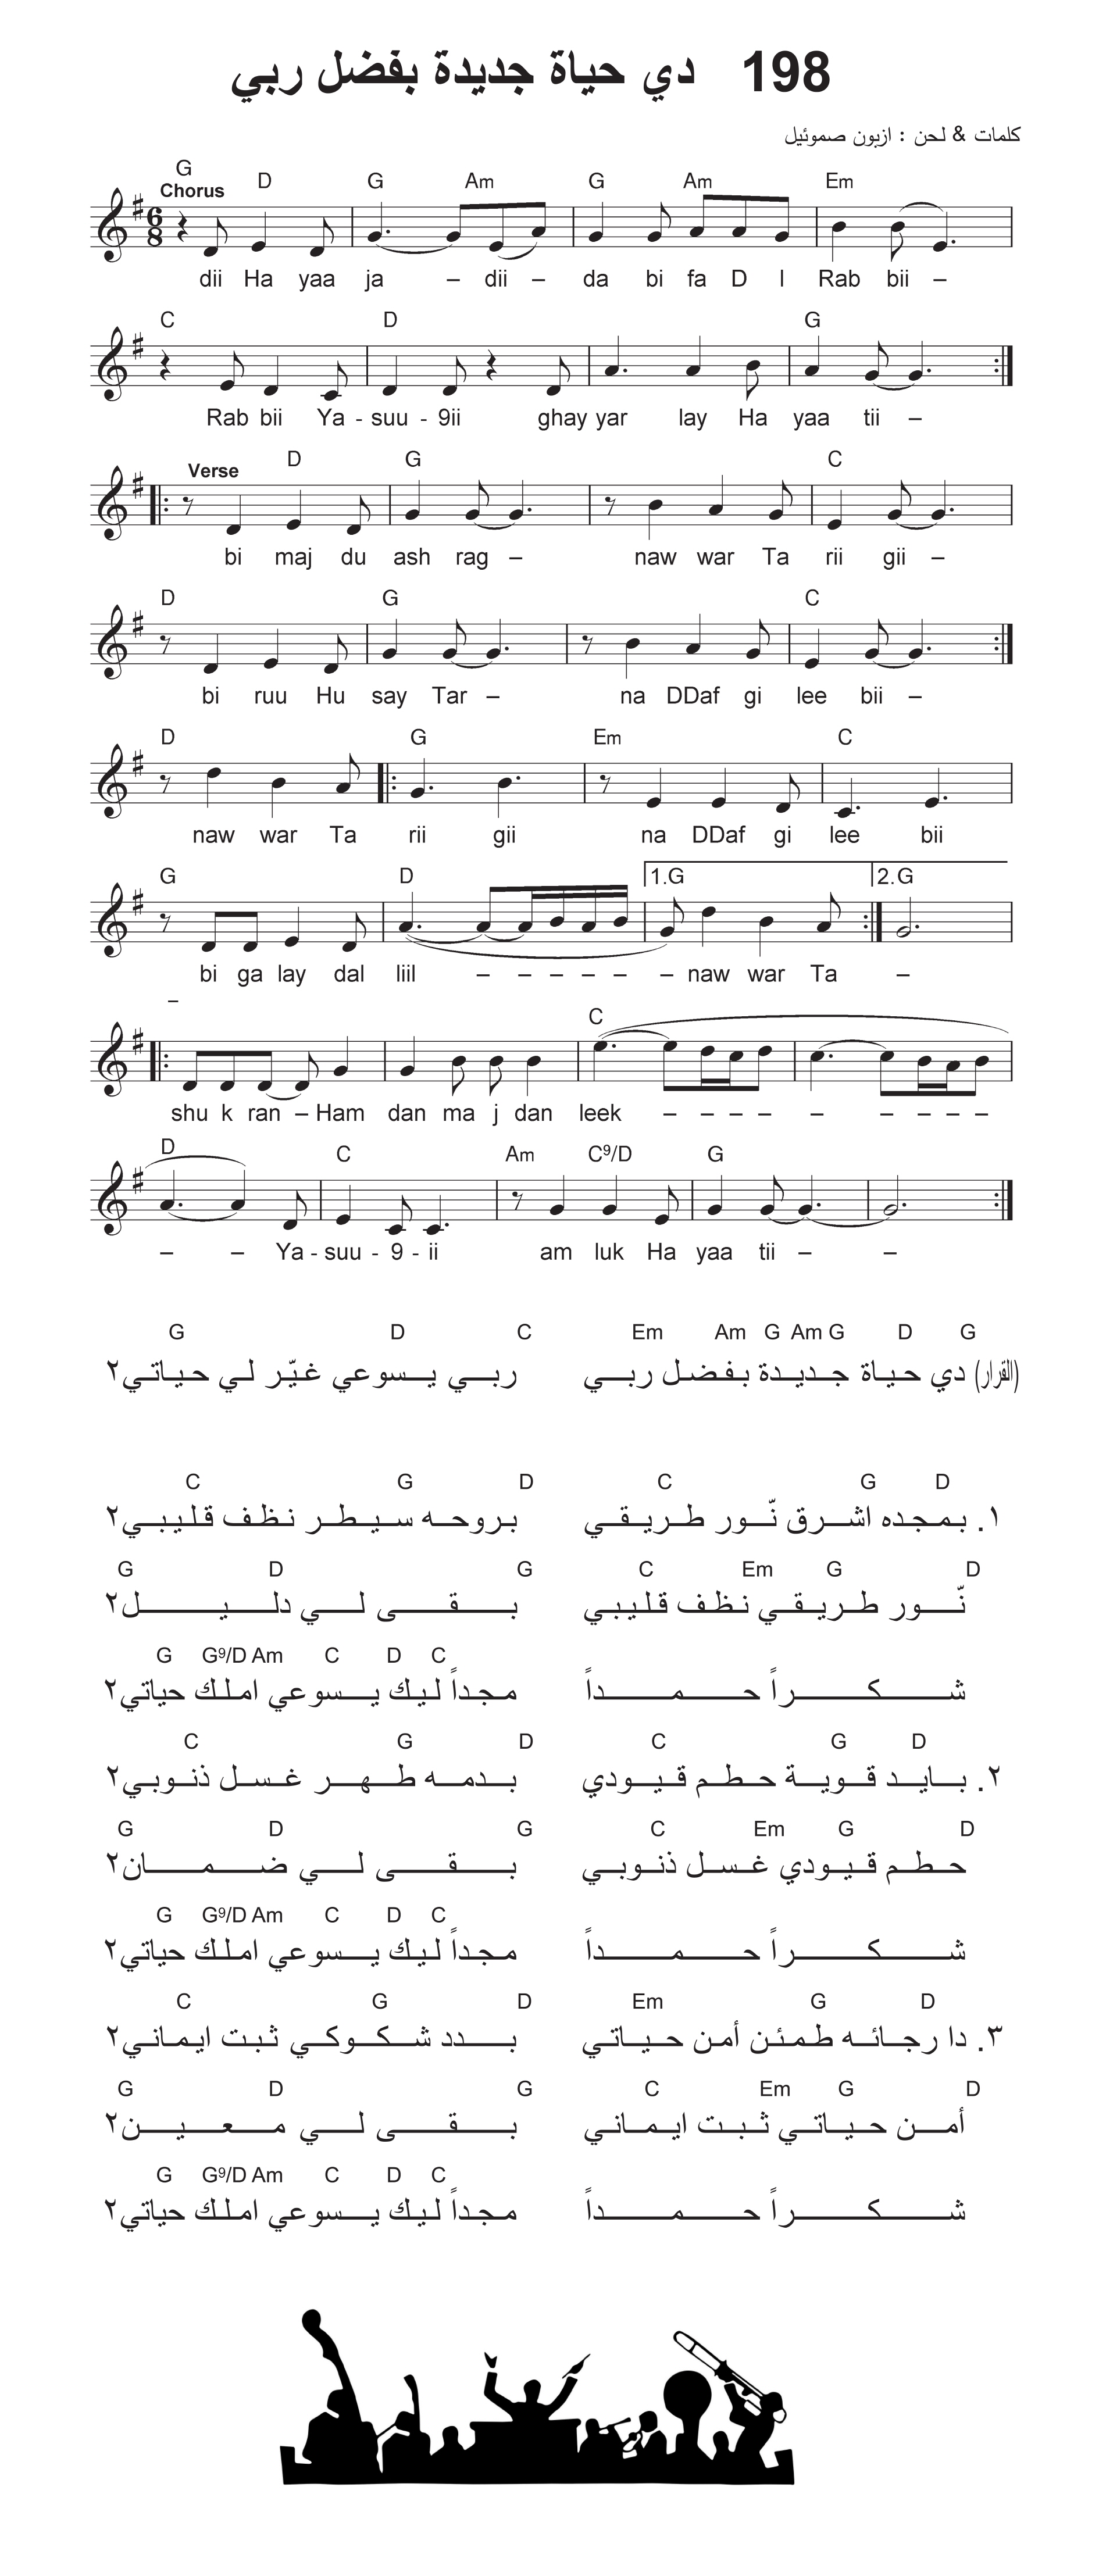 198 دي حياة جديدة بفضل ربي
كلمات & لحن : ازبون صموئيل
G D G Am G Am Em
Chorus
6 8
dii Ha yaa ja – dii – da bi fa D l Rab bii –
C D G
Rab bii Ya - suu - 9ii ghay yar lay Ha yaa tii –
Verse D G C
bi maj du ash rag – naw war Ta rii gii –
D G C
bi ruu Hu say Tar – na DDaf gi lee bii –
D G Em C
naw war Ta rii gii na DDaf gi lee bii
G D 1.G 2.G
bi ga lay dal liil – – – – – – naw war Ta –
–
C
shu k ran – Ham dan ma j dan leek – – – – – – – – –
D C Am C9/D G
– – Ya - suu - 9 - ii am luk Ha yaa tii – –
G D C Em Am G Am G D G
(القرار) دي حياة جديدة بفضل ربي ربي يسوعي غيّر لي حياتي٢
C G D C G D
١. بمجده اشرق نّور طريقي بروحه سيطر نظف قليبي٢
G D G C Em G D
نّور طريقي نظف قليبي بقى لي دليل٢
G G9/D Am C D C
شكراً حمداً مجداً ليك يسوعي املك حياتي٢
C G D C G D
٢. بايد قوية حطم قيودي بدمه طهر غسل ذنوبي٢
G D G C Em G D
حطم قيودي غسل ذنوبي بقى لي ضمان٢
G G9/D Am C D C
شكراً حمداً مجداً ليك يسوعي املك حياتي٢
C G D Em G D
٣. دا رجائه طمئن أمن حياتي بدد شكوكي ثبت ايماني٢
G D G C Em G D
أمن حياتي ثبت ايماني بقى لي معين٢
G G9/D Am C D C
شكراً حمداً مجداً ليك يسوعي املك حياتي٢